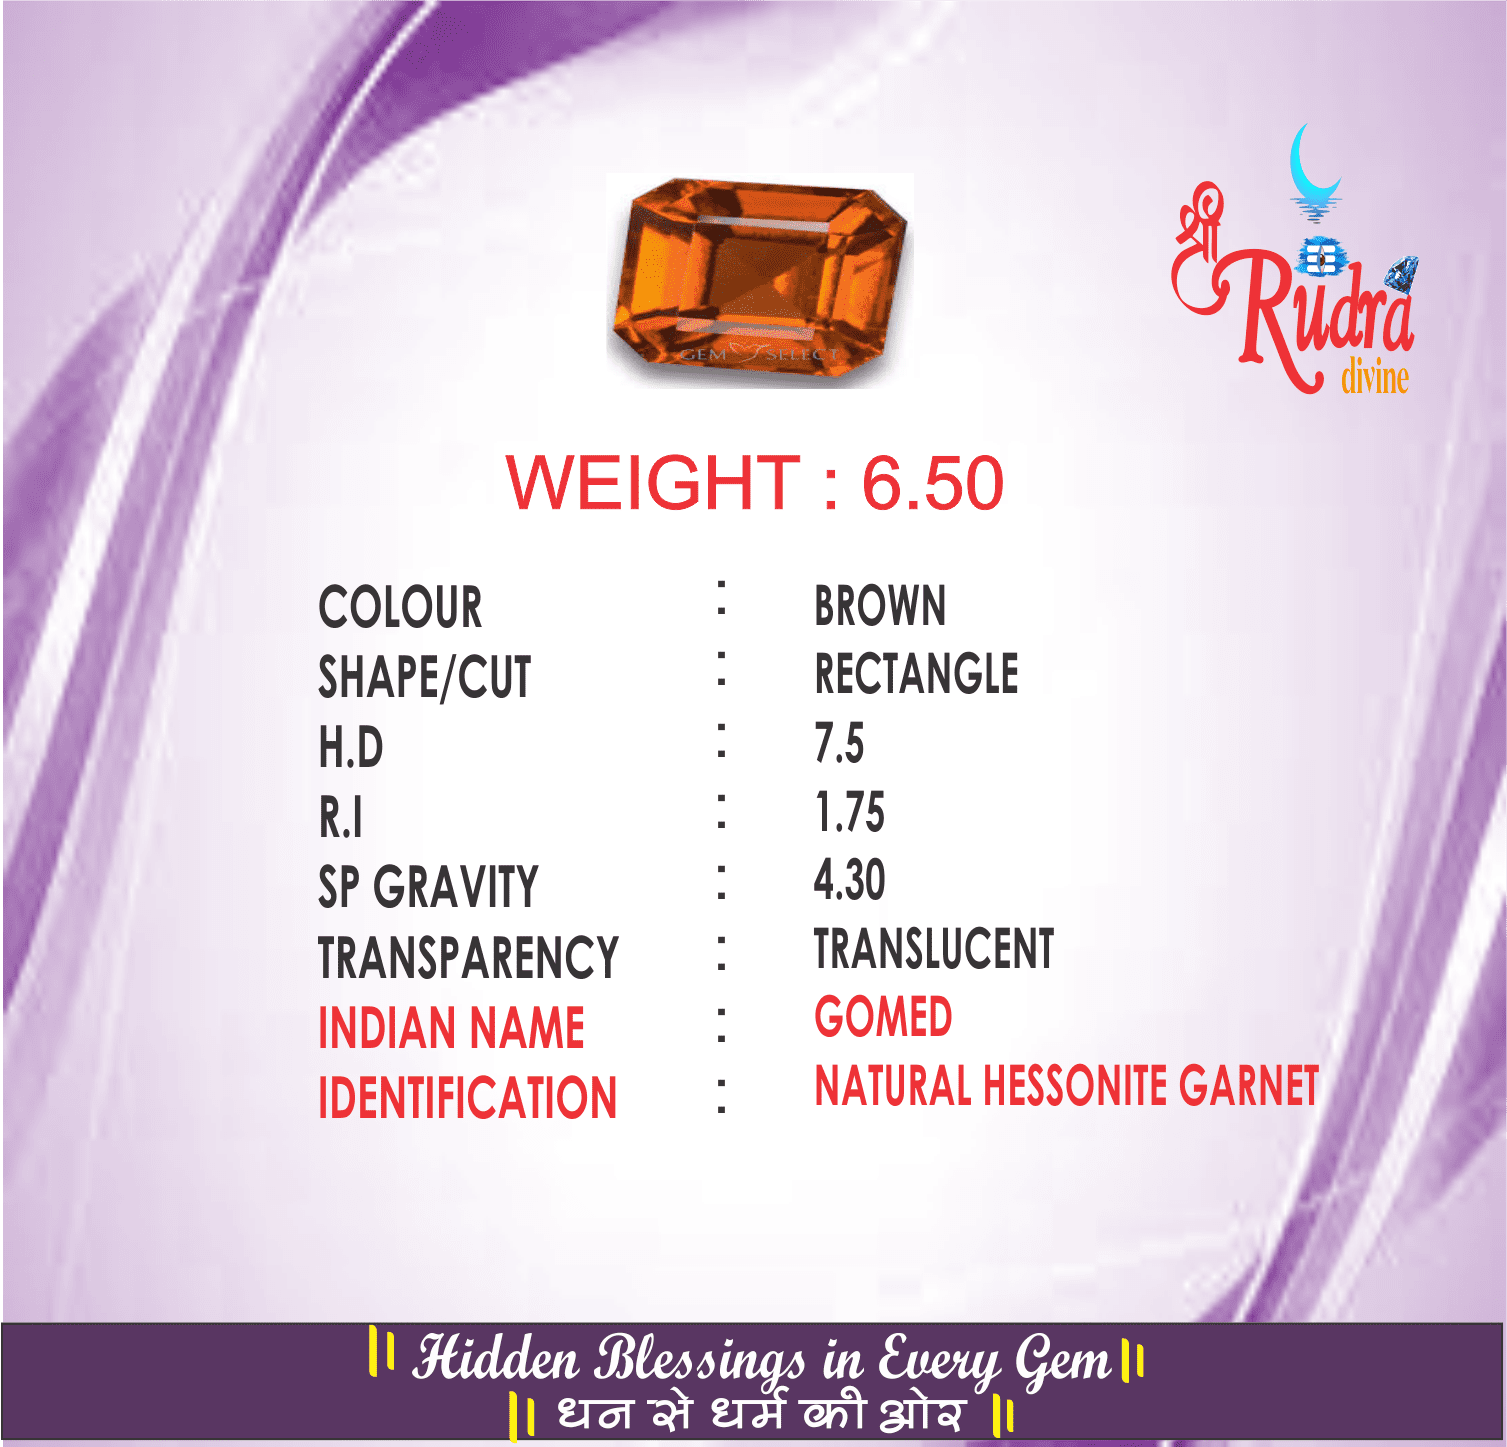 GEM SELECT
श्री
Rudra
divine
WEIGHT : 6.50
COLOUR : BROWN
SHAPE/CUT : RECTANGLE
H.D : 7.5
R.I : 1.75
SP GRAVITY : 4.30
TRANSPARENCY : TRANSLUCENT
INDIAN NAME : GOMED
IDENTIFICATION : NATURAL HESSONITE GARNET
|| Hidden Blessings in Every Gem ||
|| धन से धर्म की ओर ||